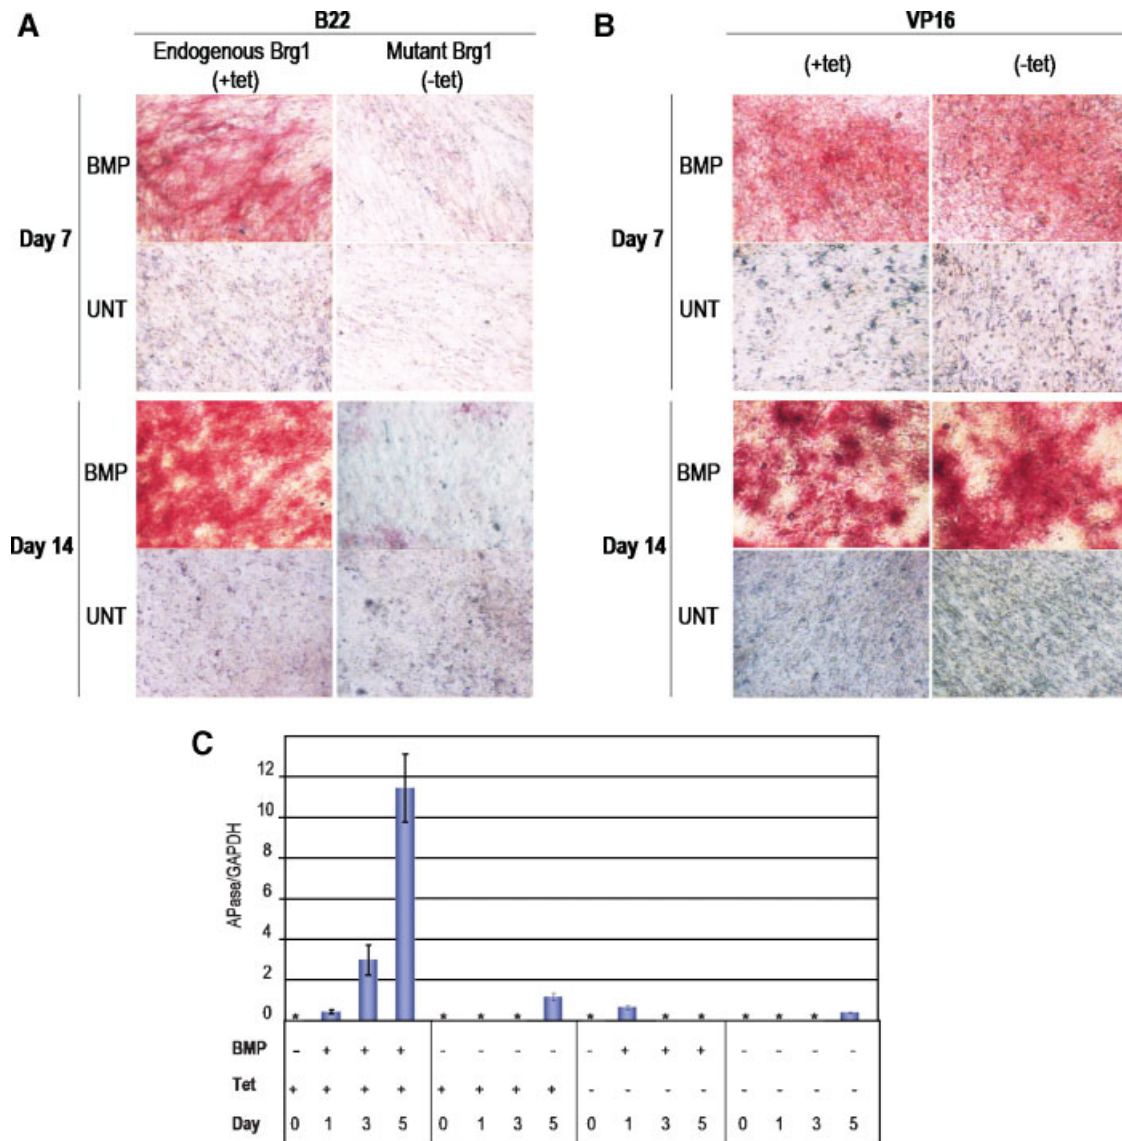 A
B22
Endogenous Brg1
(+tet)
Mutant Brg1
(-tet)
Day 7
BMP
UNT
Day 14
BMP
UNT
B
VP16
(+tet)
(-tet)
Day 7
BMP
UNT
Day 14
BMP
UNT
C
APase/GAPDH
12
10
8
6
4
2
0
* * * * * * * * * * *
BMP - + + + - - - - - + + + - - - -
Tet + + + + + + + + - - - - - - - -
Day 0 1 3 5 0 1 3 5 0 1 3 5 0 1 3 5